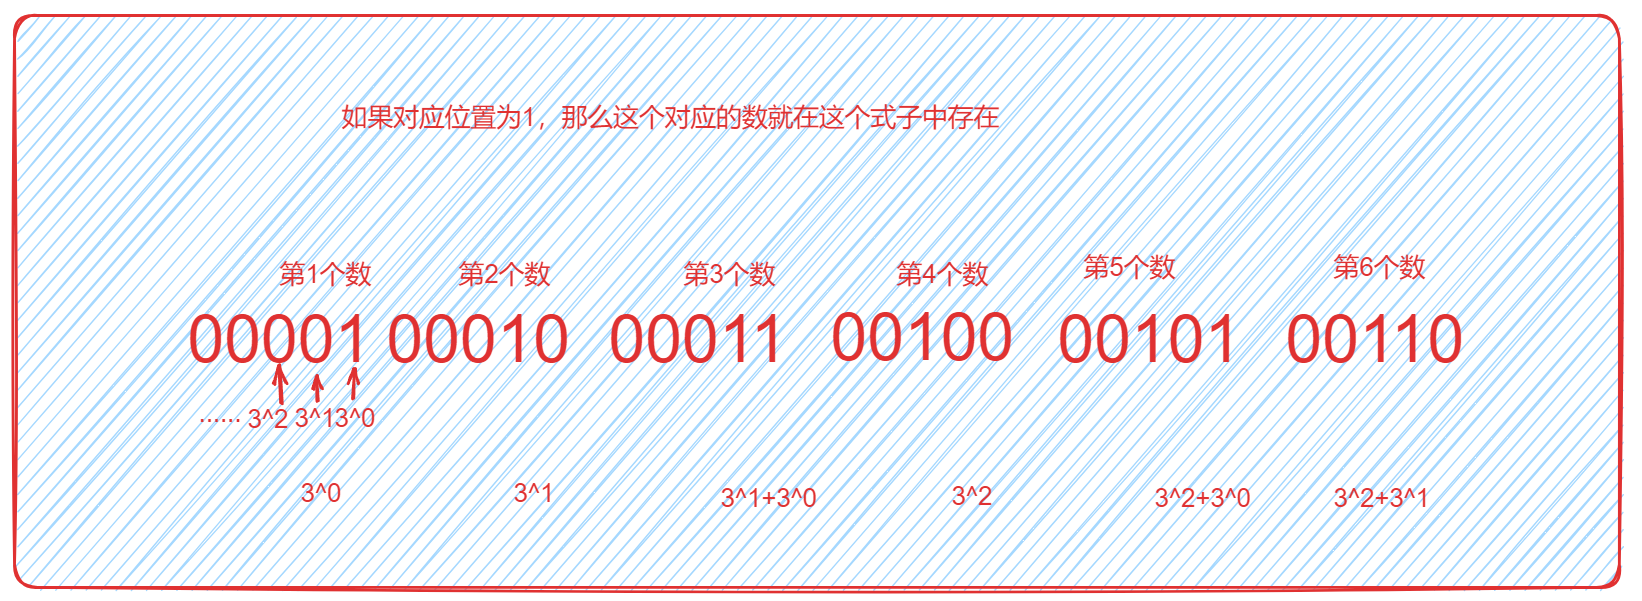 如果对应位置为1，那么这个对应的数就在这个式子中存在
第1个数 第2个数 第3个数 第4个数 第5个数 第6个数
00001 00010 00011 00100 00101 00110
······ 3^2 3^1 3^0
3^0 3^1 3^1+3^0 3^2 3^2+3^0 3^2+3^1